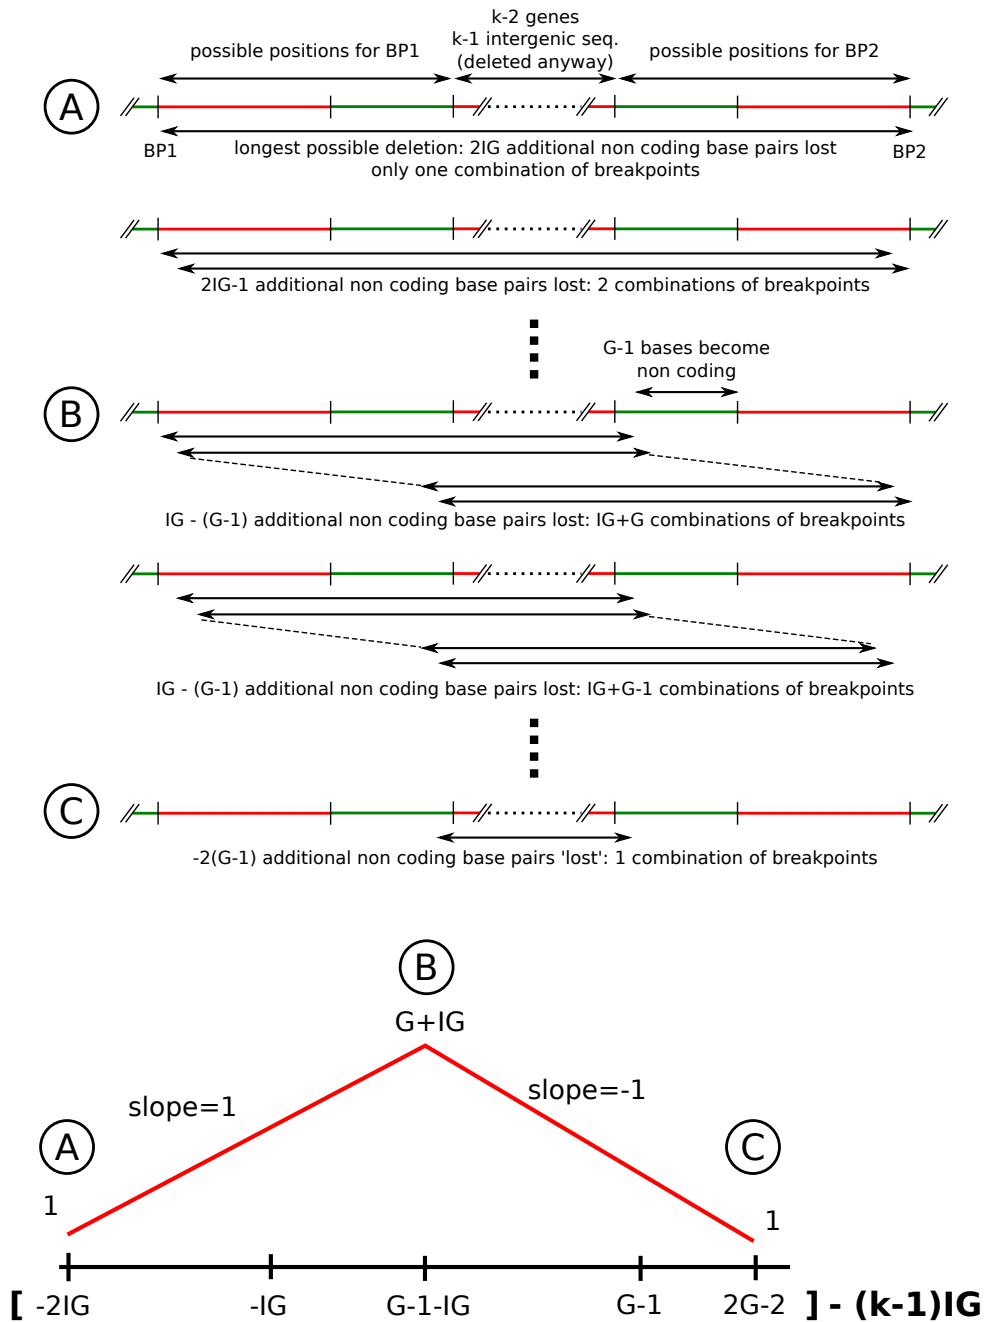 k-2 genes
k-1 intergenic seq.
(deleted anyway)
possible positions for BP1
possible positions for BP2
A
BP1
longest possible deletion: 2IG additional non coding base pairs lost
only one combination of breakpoints
BP2
2IG-1 additional non coding base pairs lost: 2 combinations of breakpoints
G-1 bases become
non coding
B
IG - (G-1) additional non coding base pairs lost: IG+G combinations of breakpoints
IG - (G-1) additional non coding base pairs lost: IG+G-1 combinations of breakpoints
C
-2(G-1) additional non coding base pairs 'lost': 1 combination of breakpoints
B
G+IG
slope=1
slope=-1
A
C
1
1
[ -2IG -IG G-1-IG G-1 2G-2 ] - (k-1)IG